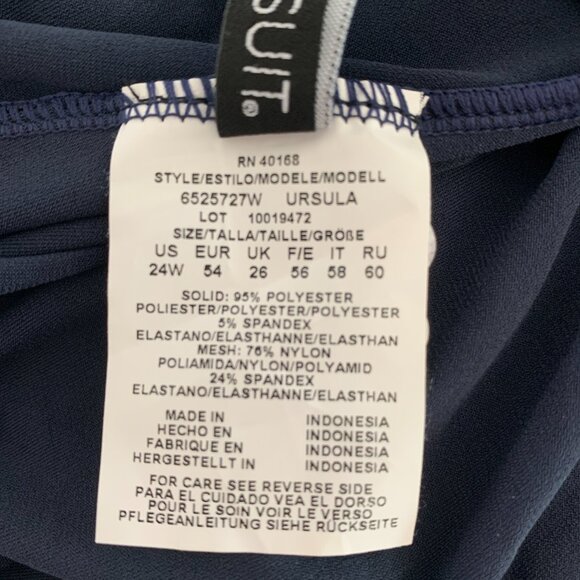 SUIT®
RN 40168
STYLE/ESTILO/MODELE/MODELL
6525727W URSULA
LOT 10019472
SIZE/TALLA/TAILLE/GRÖßE
US EUR UK F/E IT RU
24W 54 26 56 58 60
SOLID: 95% POLYESTER
POLIESTER/POLYESTER/POLYESTER
5% SPANDEX
ELASTANO/ELASTHANNE/ELASTHAN
MESH: 76% NYLON
POLIAMIDA/NYLON/POLYAMID
24% SPANDEX
ELASTANO/ELASTHANNE/ELASTHAN
MADE IN INDONESIA
HECHO EN INDONESIA
FABRIQUE EN INDONESIA
HERGESTELLT IN INDONESIA
FOR CARE SEE REVERSE SIDE
PARA EL CUIDADO VEA EL DORSO
POUR LE SOIN VOIR LE VERSO
PFLEGEANLEITUNG SIEHE RÜCKSEITE